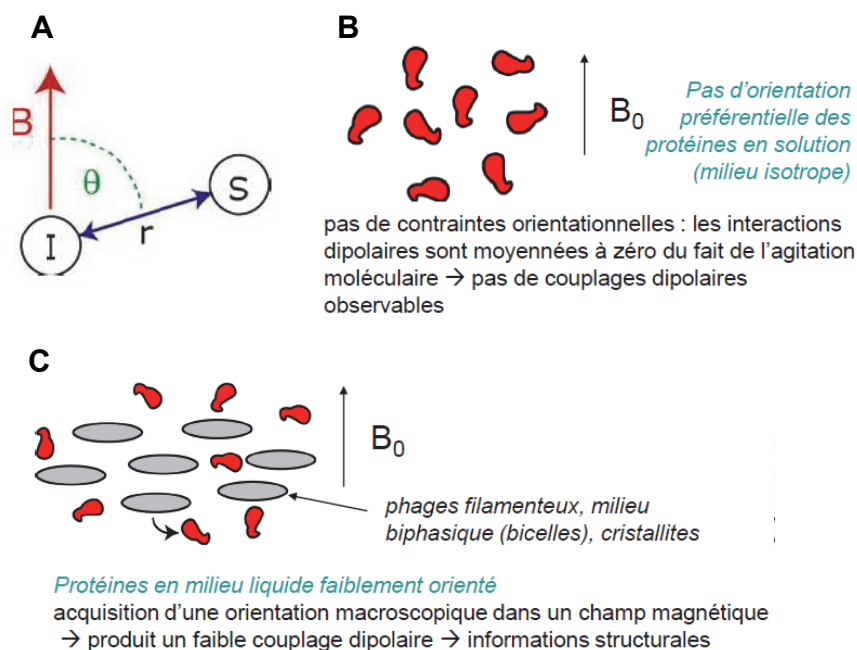 A
B
θ
S
r
I
B
B₀
Pas d'orientation
préférentielle des
protéines en solution
(milieu isotrope)
pas de contraintes orientationnelles : les interactions
dipolaires sont moyennées à zéro du fait de l'agitation
moléculaire → pas de couplages dipolaires
observables
C
B₀
phages filamenteux, milieu
biphasique (bicelles), cristallites
Protéines en milieu liquide faiblement orienté
acquisition d'une orientation macroscopique dans un champ magnétique
→ produit un faible couplage dipolaire → informations structurales